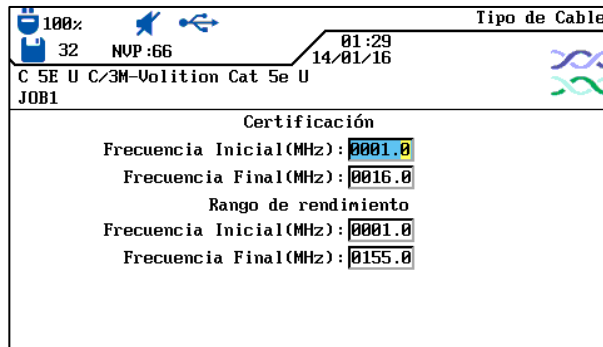 100% Tipo de Cable
32 NVP:66 01:29
14/01/16
C 5E U C/3M-Volition Cat 5e U
JOB1
Certificación
Frecuencia Inicial(MHz): 0001.0
Frecuencia Final(MHz): 0016.0
Rango de rendimiento
Frecuencia Inicial(MHz): 0001.0
Frecuencia Final(MHz): 0155.0